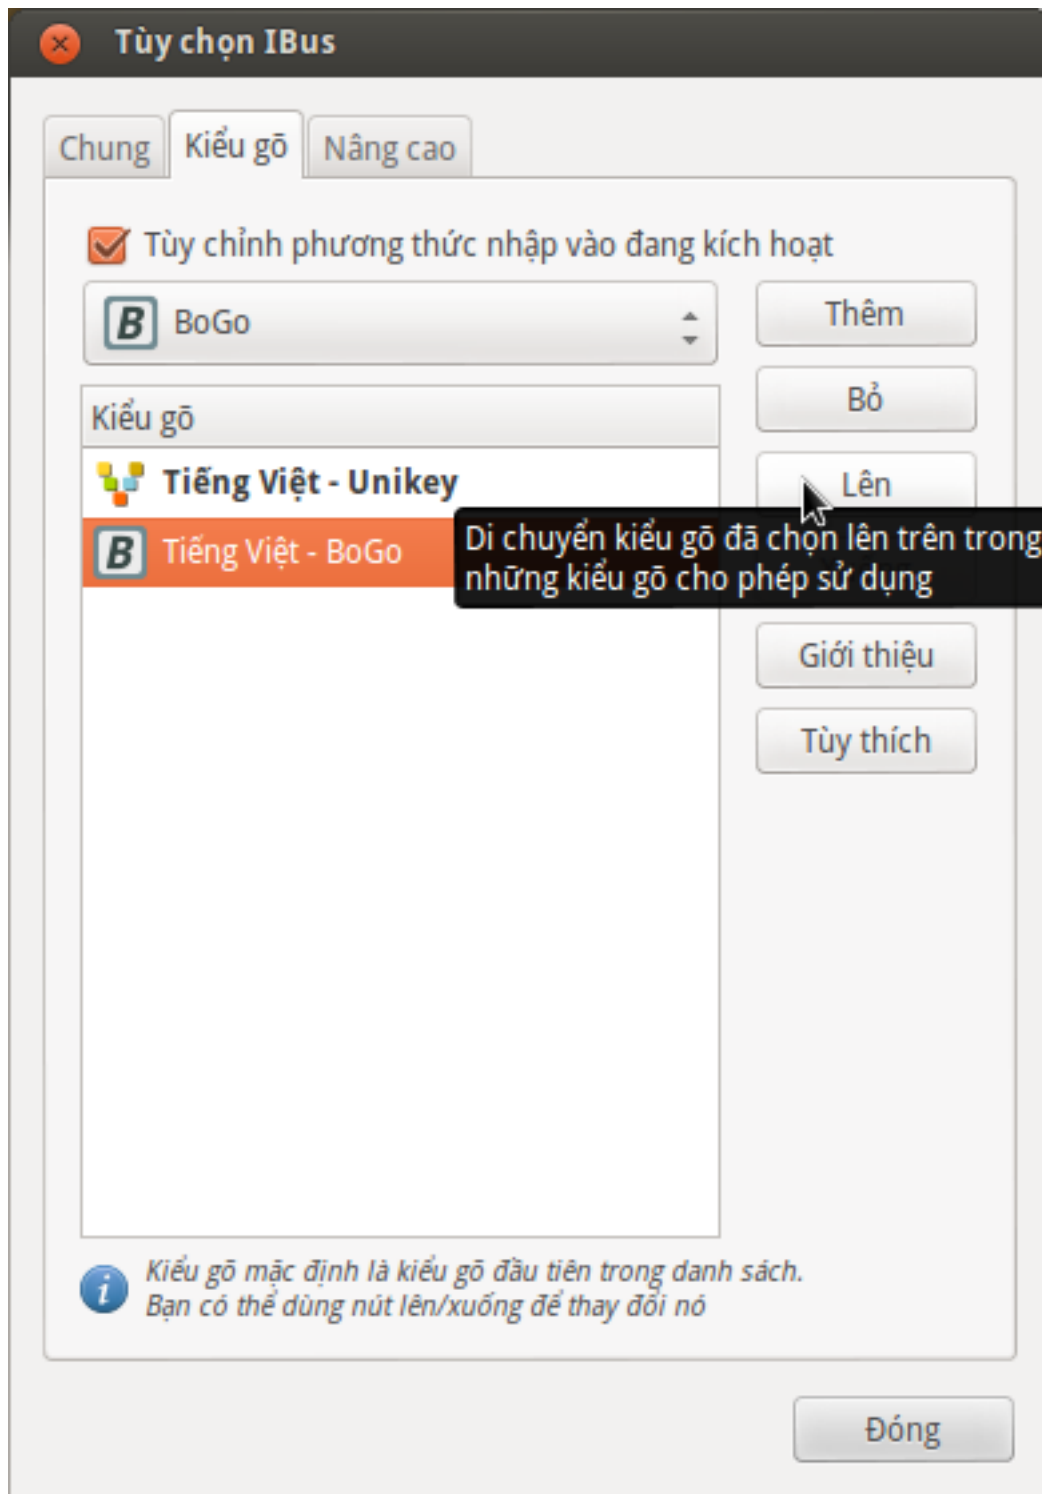 Tùy chọn IBus
Chung
Kiểu gõ
Nâng cao
Tùy chỉnh phương thức nhập vào đang kích hoạt
B BoGo
Thêm
Bỏ
Kiểu gõ
Lên
Tiếng Việt - Unikey
B Tiếng Việt - BoGo
Di chuyển kiểu gõ đã chọn lên trên trong
những kiểu gõ cho phép sử dụng
Giới thiệu
Tùy thích
i Kiểu gõ mặc định là kiểu gõ đầu tiên trong danh sách.
Bạn có thể dùng nút lên/xuống để thay đổi nó
Đóng